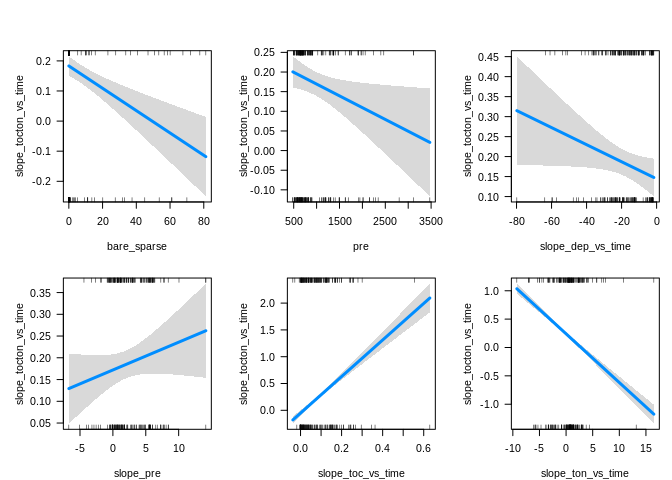 slope_tocton_vs_time
0.2
0.1
0.0
-0.1
-0.2
0 20 40 60 80
bare_sparse
slope_tocton_vs_time
0.25
0.20
0.15
0.10
0.05
0.00
-0.05
-0.10
500 1500 2500 3500
pre
slope_tocton_vs_time
0.45
0.40
0.35
0.30
0.25
0.20
0.15
0.10
-80 -60 -40 -20 0
slope_dep_vs_time
slope_tocton_vs_time
0.35
0.30
0.25
0.20
0.15
0.10
0.05
-5 0 5 10
slope_pre
slope_tocton_vs_time
2.0
1.5
1.0
0.5
0.0
0.0 0.2 0.4 0.6
slope_toc_vs_time
slope_tocton_vs_time
1.0
0.5
0.0
-0.5
-1.0
-10 -5 0 5 10 15
slope_ton_vs_time